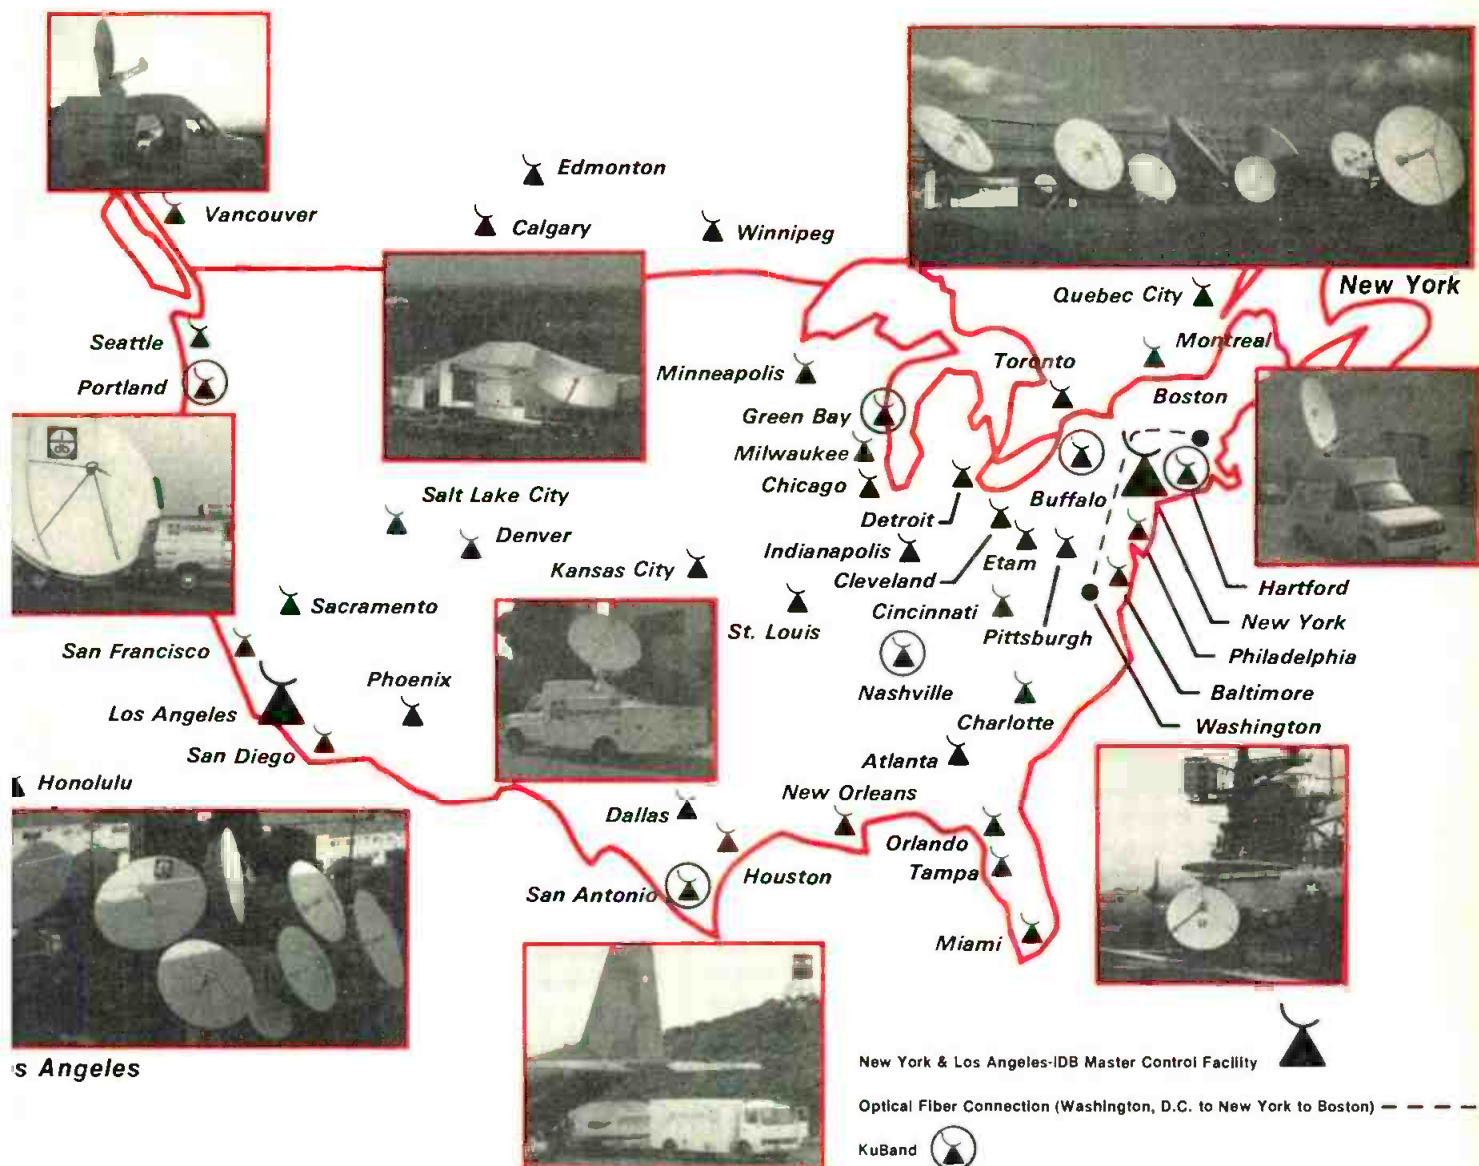 Edmonton
Vancouver
Calgary
Winnipeg
New York
Quebec City
Seattle
Montreal
Toronto
Minneapolis
Portland
Boston
Green Bay
Milwaukee
Chicago
Salt Lake City
Buffalo
Detroit
Denver
Indianapolis
Etam
Kansas City
Cleveland
Hartford
Sacramento
Cincinnati
New York
St. Louis
Pittsburgh
San Francisco
Philadelphia
Phoenix
Nashville
Baltimore
Los Angeles
Charlotte
Washington
San Diego
Atlanta
Honolulu
New Orleans
Dallas
Orlando
Tampa
Houston
San Antonio
Miami
s Angeles
New York & Los Angeles-IDB Master Control Facility
Optical Fiber Connection (Washington, D.C. to New York to Boston)
KuBand
db